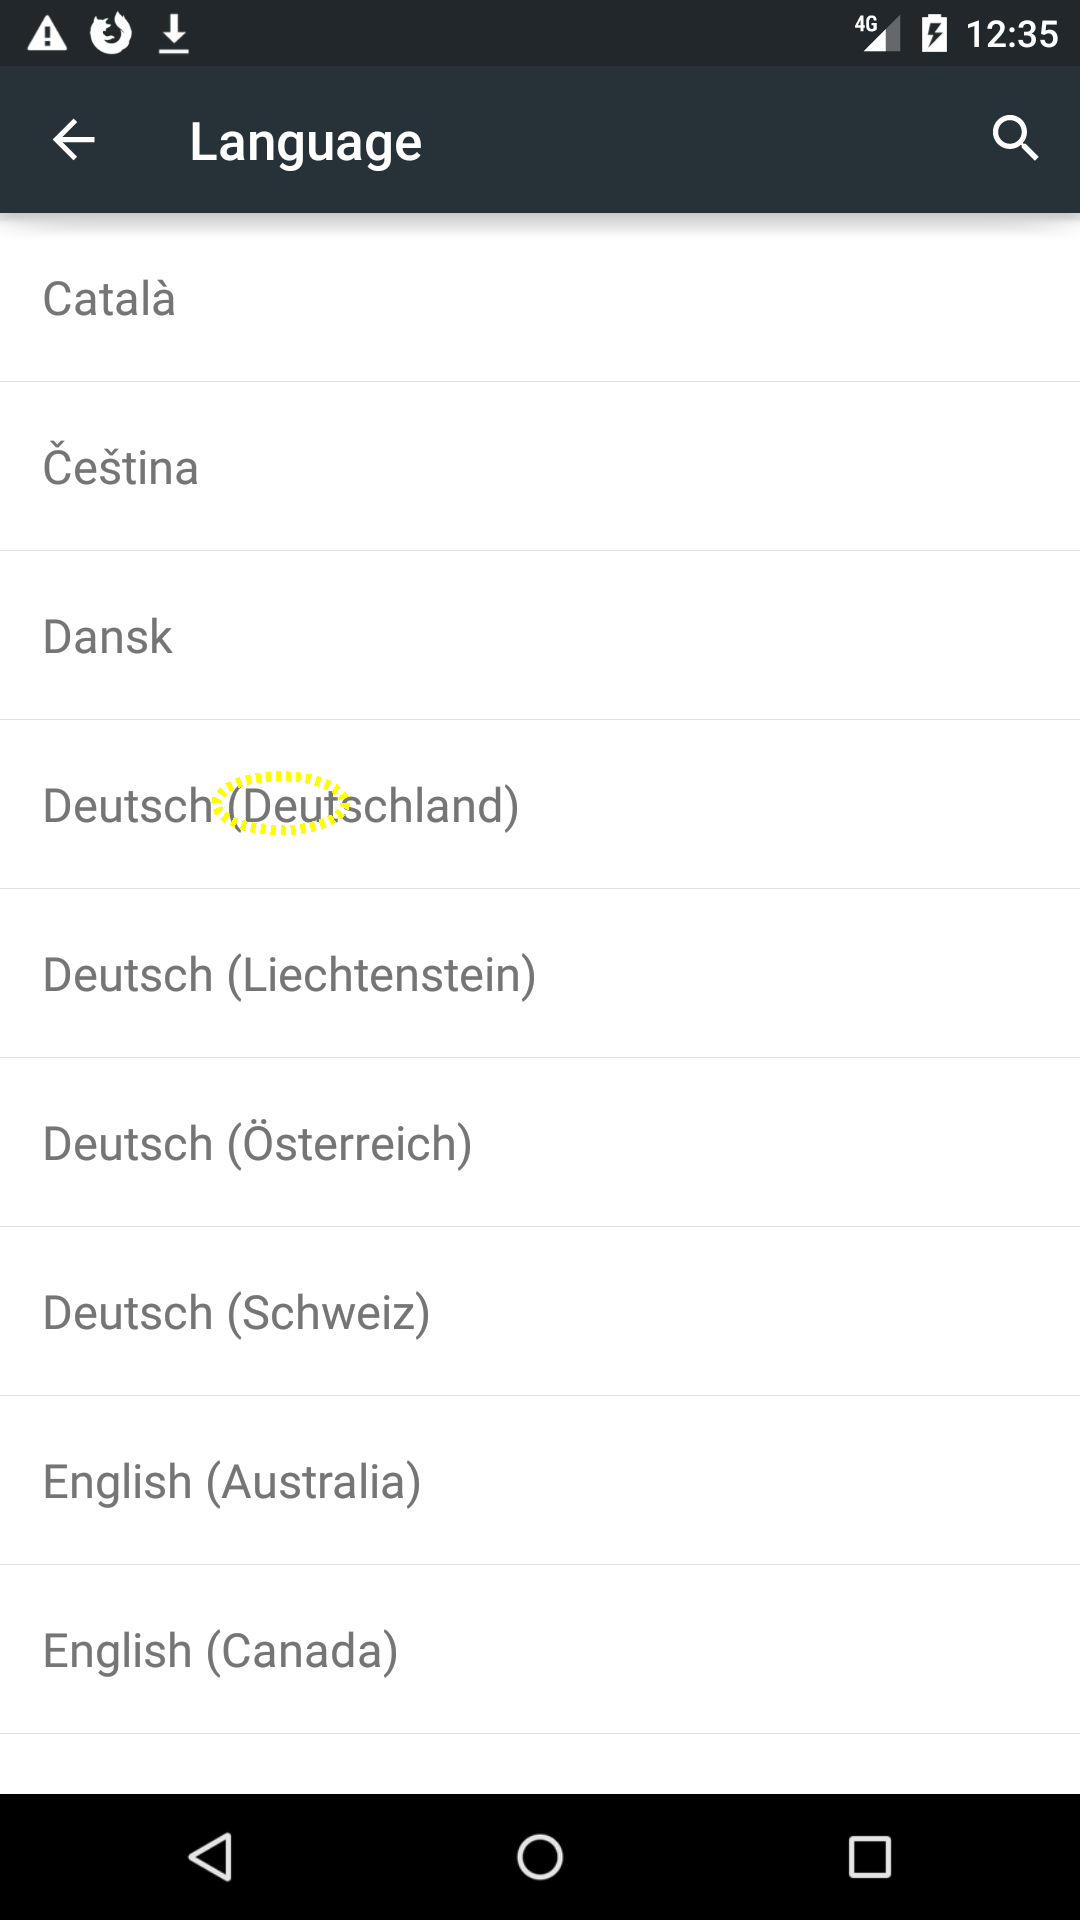 4G 12:35
Language
Català
Čeština
Dansk
Deutsch (Deutschland)
Deutsch (Liechtenstein)
Deutsch (Österreich)
Deutsch (Schweiz)
English (Australia)
English (Canada)